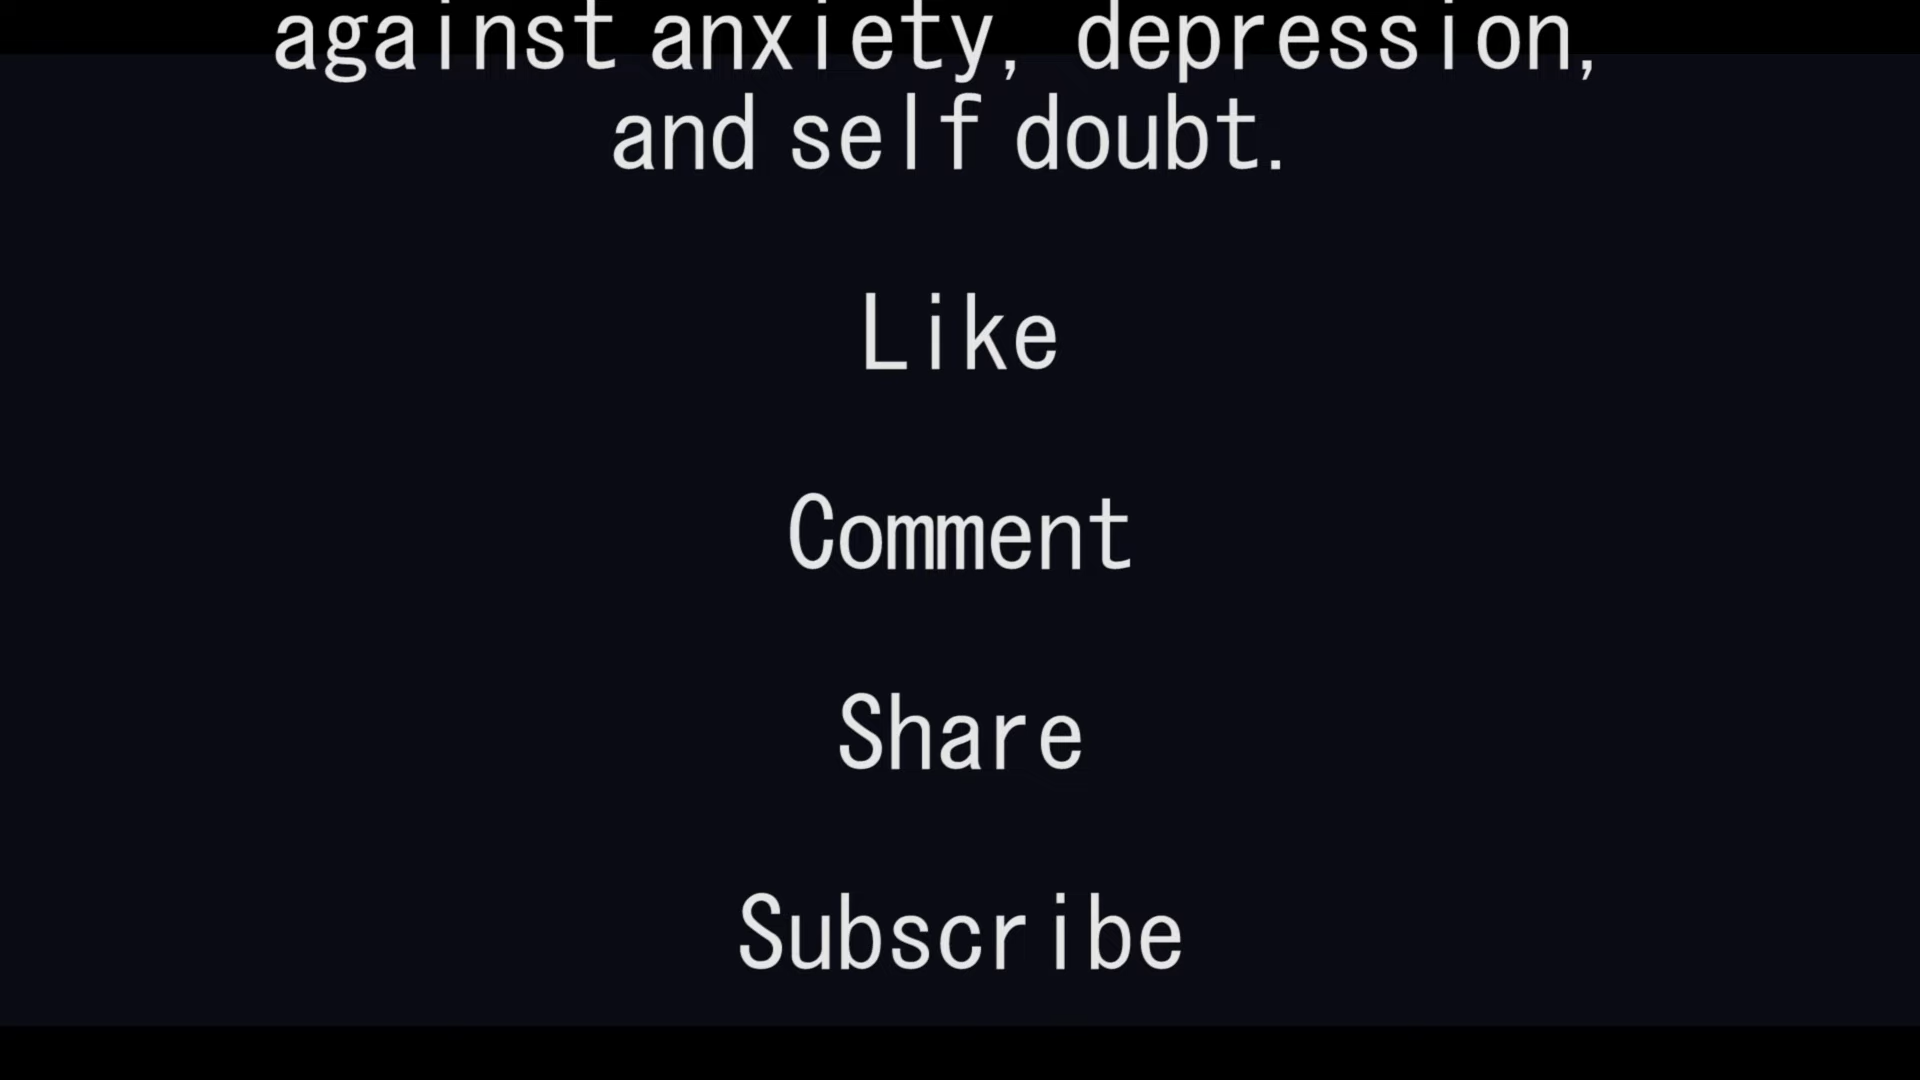 against anxiety, depression,
and self doubt.
Like
Comment
Share
Subscribe